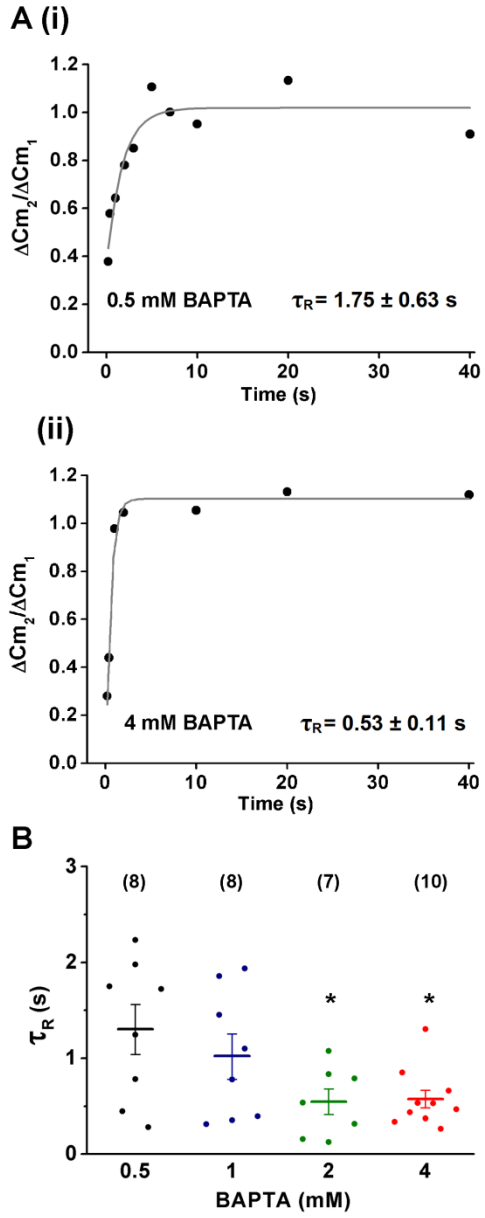 A (i)
1.2
1.0
0.8
0.6
0.4
0.2
0.0
ΔCm₂/ΔCm₁
0.5 mM BAPTA
τR = 1.75 ± 0.63 s
0 10 20 30 40
Time (s)
(ii)
1.2
1.0
0.8
0.6
0.4
0.2
0.0
ΔCm₂/ΔCm₁
4 mM BAPTA
τR = 0.53 ± 0.11 s
0 10 20 30 40
Time (s)
B
3
2
1
0
τR (s)
(8) (8) (7) (10)
* *
0.5 1 2 4
BAPTA (mM)